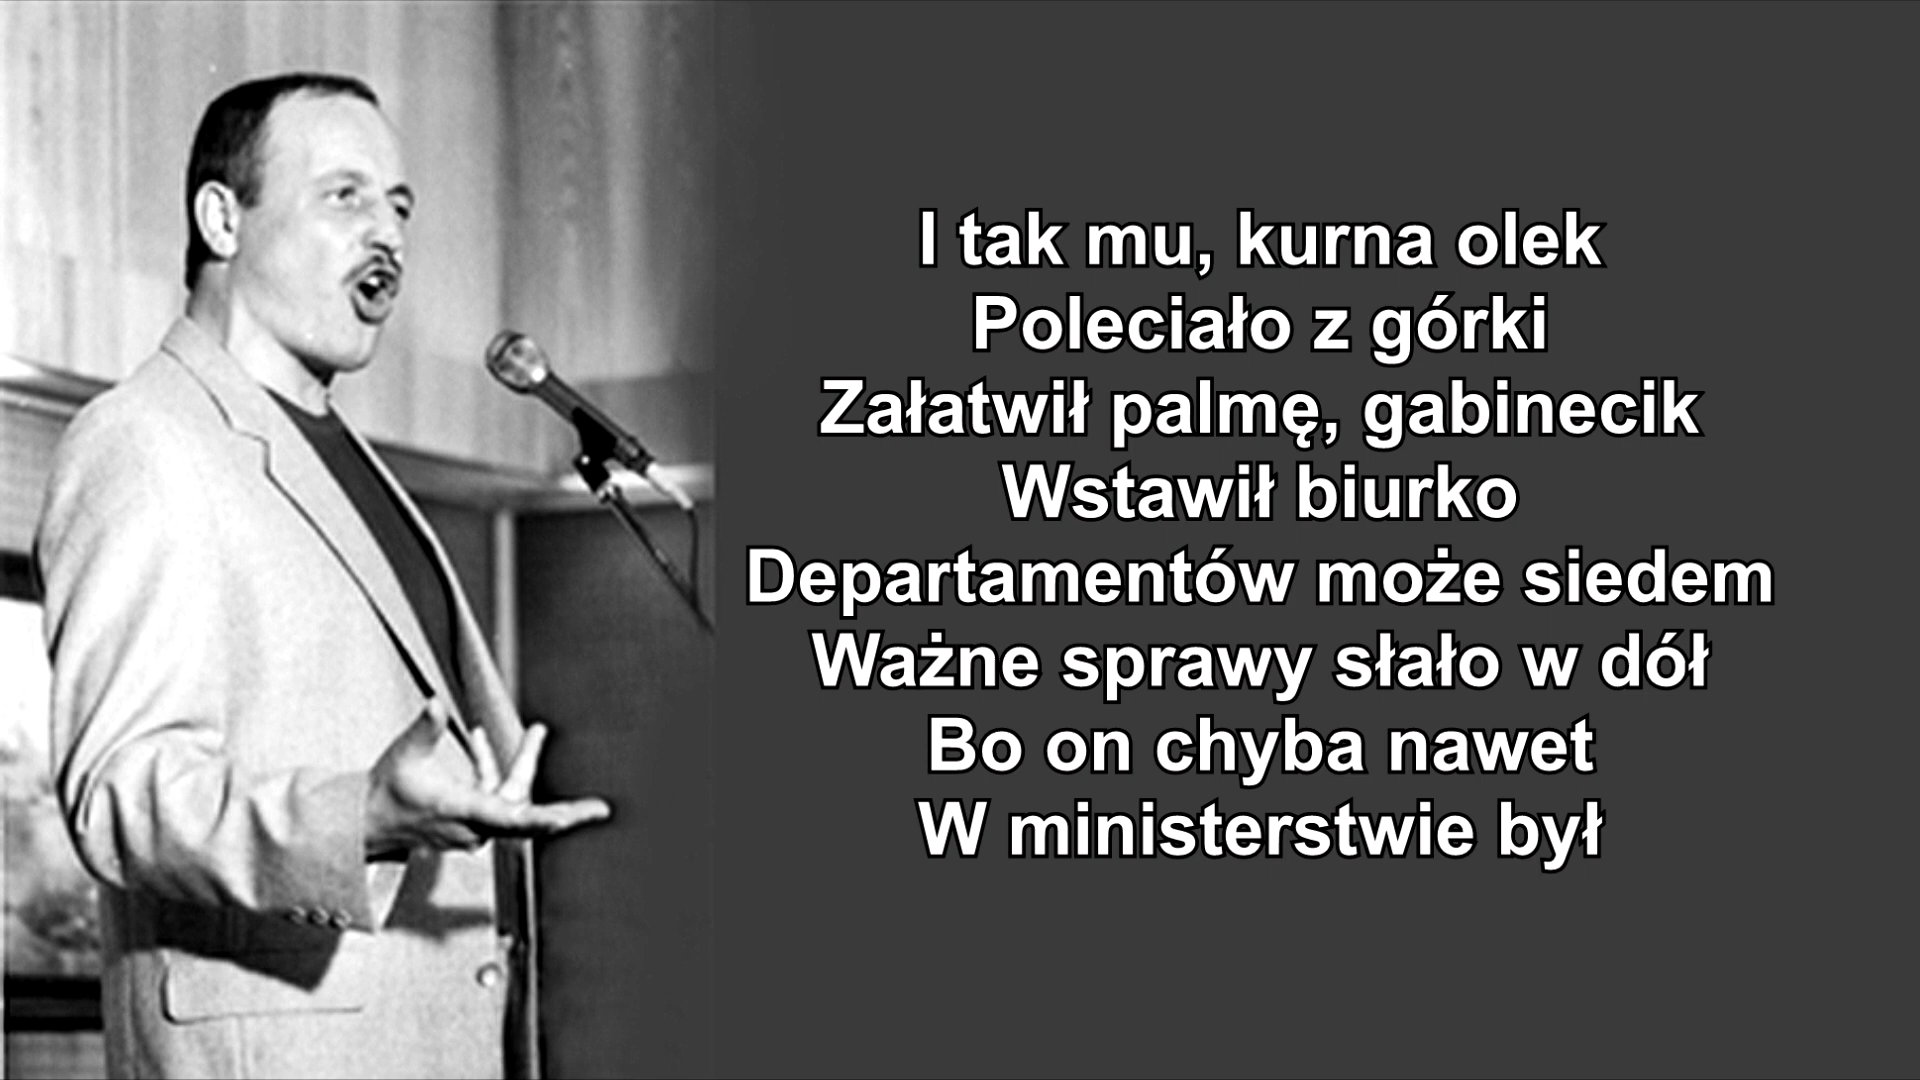 I tak mu, kurna olek
Poleciało z górki
Załatwił palmę, gabinecik
Wstawił biurko
Departamentów może siedem
Ważne sprawy słało w dół
Bo on chyba nawet
W ministerstwie był